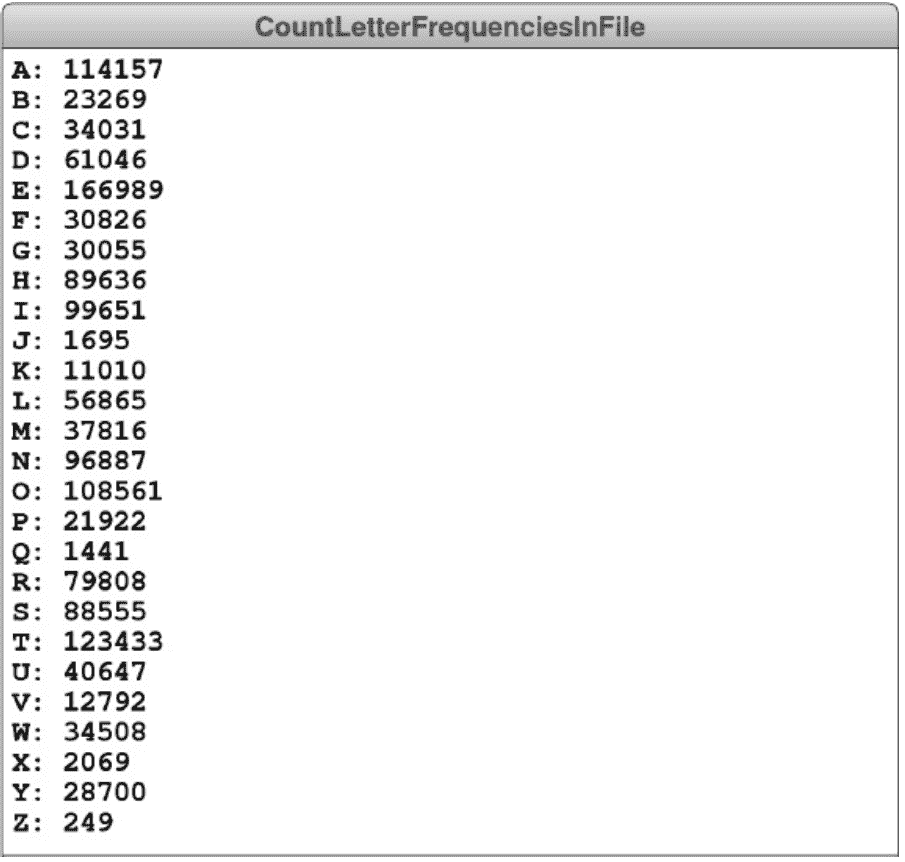 CountLetterFrequenciesInFile
A: 114157
B: 23269
C: 34031
D: 61046
E: 166989
F: 30826
G: 30055
H: 89636
I: 99651
J: 1695
K: 11010
L: 56865
M: 37816
N: 96887
O: 108561
P: 21922
Q: 1441
R: 79808
S: 88555
T: 123433
U: 40647
V: 12792
W: 34508
X: 2069
Y: 28700
Z: 249